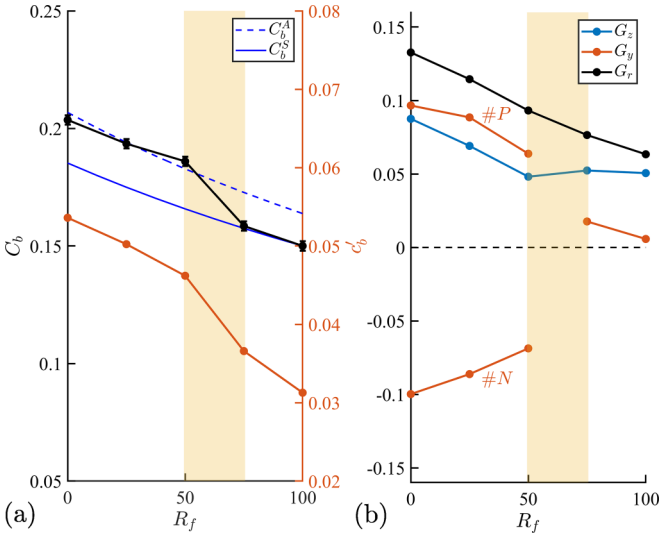 0.25
0.2
0.15
0.1
0.05
C_b
0
50
100
R_f
0.08
0.07
0.06
0.05
0.04
0.03
0.02
c'_b
C_b^A
C_b^S
(a)
0.15
0.1
0.05
0
-0.05
-0.1
-0.15
0
50
100
R_f
G_z
G_y
G_r
#P
#N
(b)